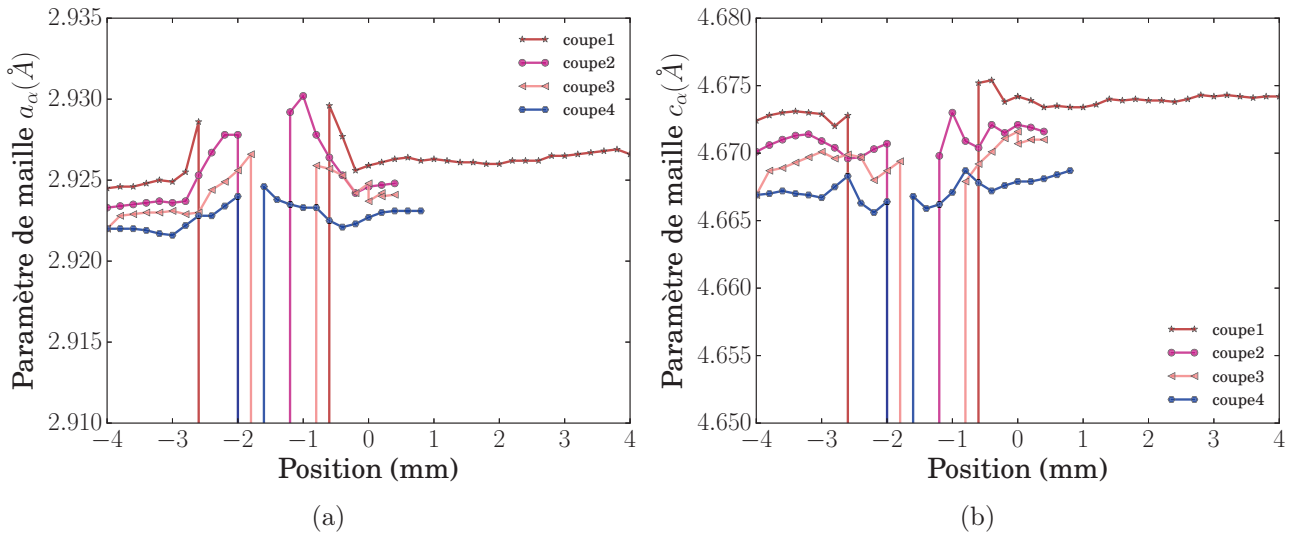 2.935
2.930
2.925
2.920
2.915
2.910
Paramètre de maille aα(Å)
−4 −3 −2 −1 0 1 2 3 4
Position (mm)
coupe1
coupe2
coupe3
coupe4
(a)
4.680
4.675
4.670
4.665
4.660
4.655
4.650
Paramètre de maille cα(Å)
−4 −3 −2 −1 0 1 2 3 4
Position (mm)
coupe1
coupe2
coupe3
coupe4
(b)